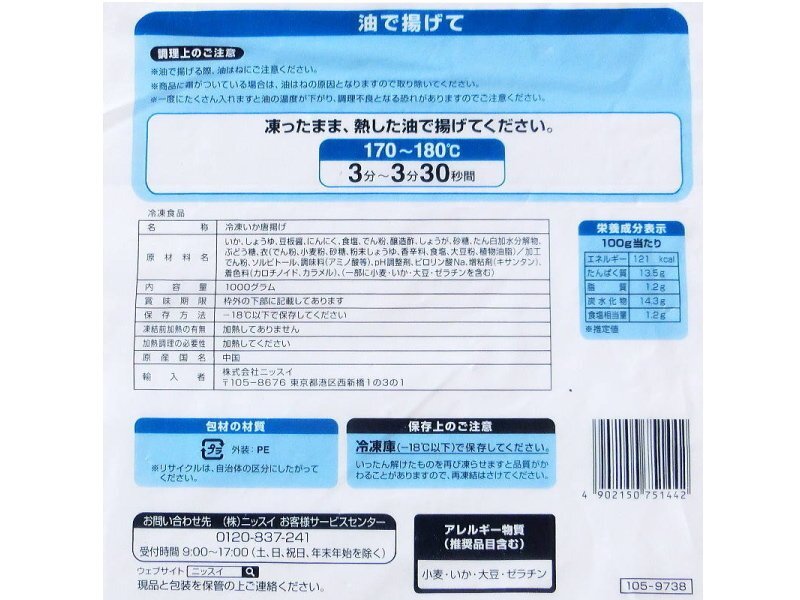 油で揚げて
調理上のご注意
※油で揚げる際、油はねにご注意ください。
※商品に霜がついている場合は、油はねの原因となりますので取り除いてください。
※一度にたくさん入れますと油の温度が下がり、調理不良となる恐れがありますのでご注意ください。
凍ったまま、熱した油で揚げてください。
170～180℃
3分～3分30秒間
冷凍食品
名称 冷凍いか唐揚げ
原材料名 いか、しょうゆ、豆板醤、にんにく、食塩、でん粉、醸造酢、しょうが、砂糖、たん白加水分解物、
ぶどう糖、衣(でん粉、小麦粉、砂糖、粉末しょうゆ、香辛料、食塩、大豆粉、植物油脂)／加工
でん粉、ソルビトール、調味料(アミノ酸等)、pH調整剤、ピロリン酸Na、増粘剤(キサンタン)、
着色料(カロチノイド、カラメル)、(一部に小麦・いか・大豆・ゼラチンを含む)
内容量 1000グラム
賞味期限 枠外の下部に記載してあります
保存方法 −18℃以下で保存してください
凍結前加熱の有無 加熱してありません
加熱調理の必要性 加熱してください
原産国名 中国
輸入者 株式会社ニッスイ
〒105-8676 東京都港区西新橋1の3の1
栄養成分表示
100g当たり
エネルギー 121 kcal
たんぱく質 13.5g
脂質 1.2g
炭水化物 14.3g
食塩相当量 1.2g
※推定値
包材の材質
プラ 外装:PE
※リサイクルは、自治体の区分にしたがって
ください。
保存上のご注意
冷凍庫(−18℃以下)で保存してください。
いったん解けたものを再び凍らせますと品質がか
わることがありますので、再凍結はさけてください。
4 902150 751442
お問い合わせ先 (株)ニッスイ お客様サービスセンター
0120-837-241
受付時間 9:00～17:00 (土、日、祝日、年末年始を除く)
ウェブサイト ニッスイ
現品と包装を保管の上ご連絡ください。
アレルギー物質
(推奨品目含む)
小麦・いか・大豆・ゼラチン
105-9738